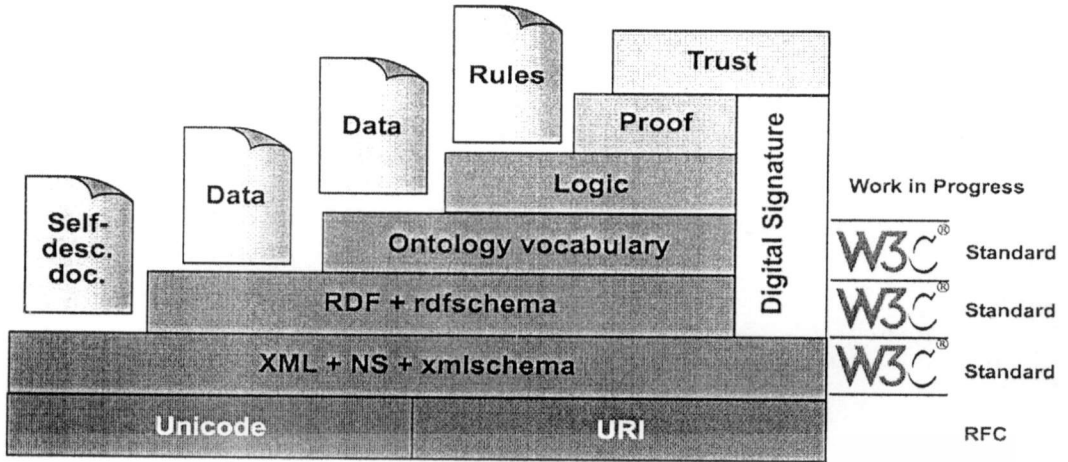 Rules
Trust
Data
Proof
Data
Logic
Digital Signature
Work in Progress
Self-
desc.
doc.
Ontology vocabulary
W3C® Standard
RDF + rdfschema
W3C® Standard
XML + NS + xmlschema
W3C® Standard
Unicode
URI
RFC